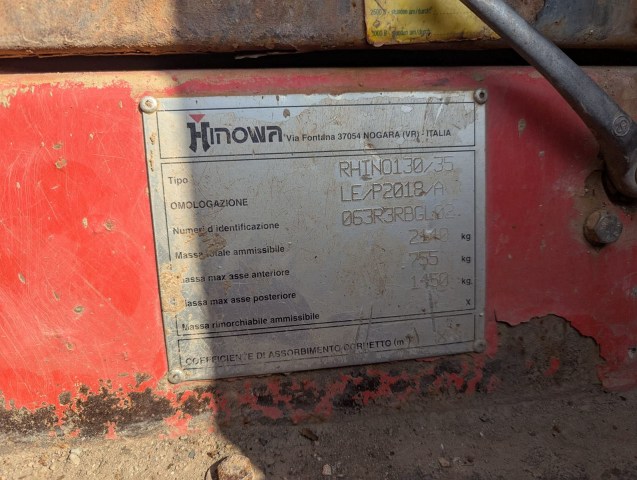 HINOWA Via Fontana 37054 NOGARA (VR) - ITALIA
Tipo RHINO130/35
OMOLOGAZIONE LE/P2018/A
Numeri d'identificazione
Massa totale ammissibile kg
Massa max asse anteriore 755 kg
Massa max asse posteriore 1450 kg.
Massa rimorchiabile ammissibile X
COEFFICIENTE DI ASSORBIMENTO CORRETTO (m